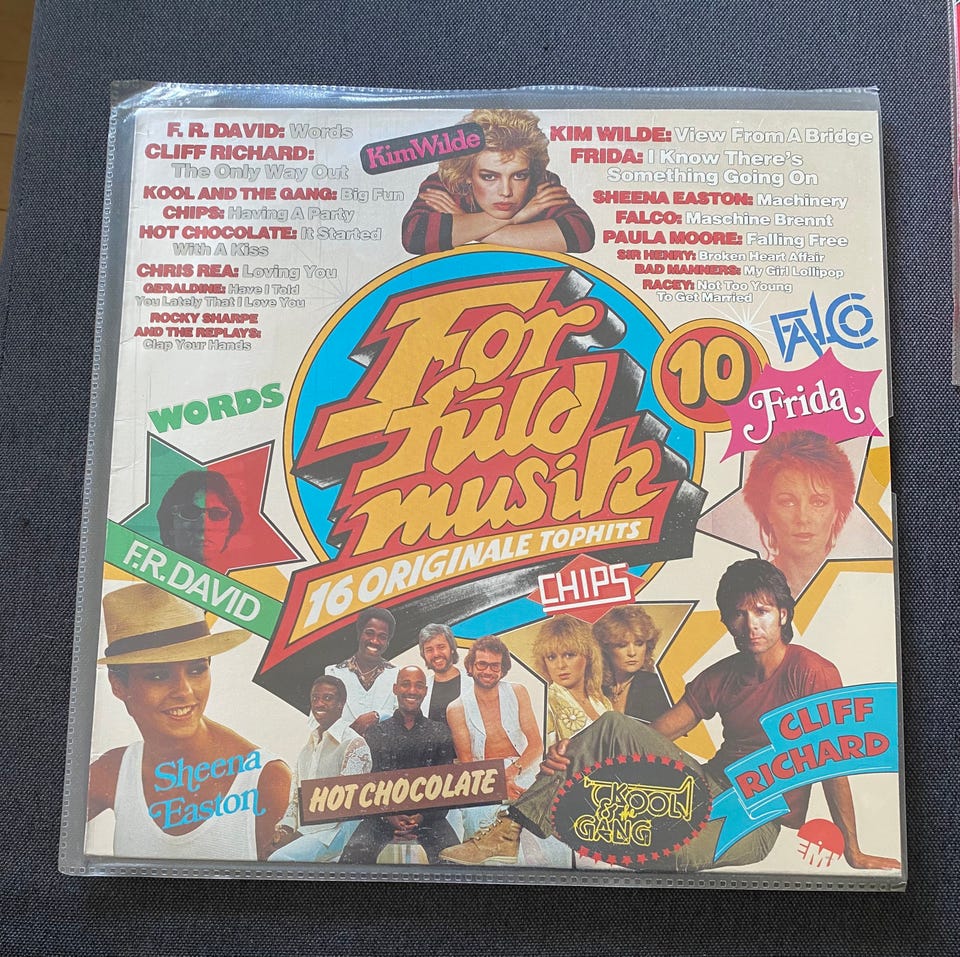 F. R. DAVID: Words
CLIFF RICHARD:
The Only Way Out
KOOL AND THE GANG: Big Fun
CHIPS: Having A Party
HOT CHOCOLATE: It Started
With A Kiss
CHRIS REA: Loving You
GERALDINE: Have I Told
You Lately That I Love You
ROCKY SHARPE
AND THE REPLAYS:
Clap Your Hands
Kim Wilde
KIM WILDE: View From A Bridge
FRIDA: I Know There's
Something Going On
SHEENA EASTON: Machinery
FALCO: Maschine Brennt
PAULA MOORE: Falling Free
SIR HENRY: Broken Heart Affair
BAD MANNERS: My Girl Lollipop
RACEY: Not Too Young
To Get Married
For
fuld
musik
10
16 ORIGINALE TOPHITS
FALCO
Frida
WORDS
F.R. DAVID
CHIPS
Sheena
Easton
HOT CHOCOLATE
KOOL
& the
GANG
CLIFF
RICHARD
EMI